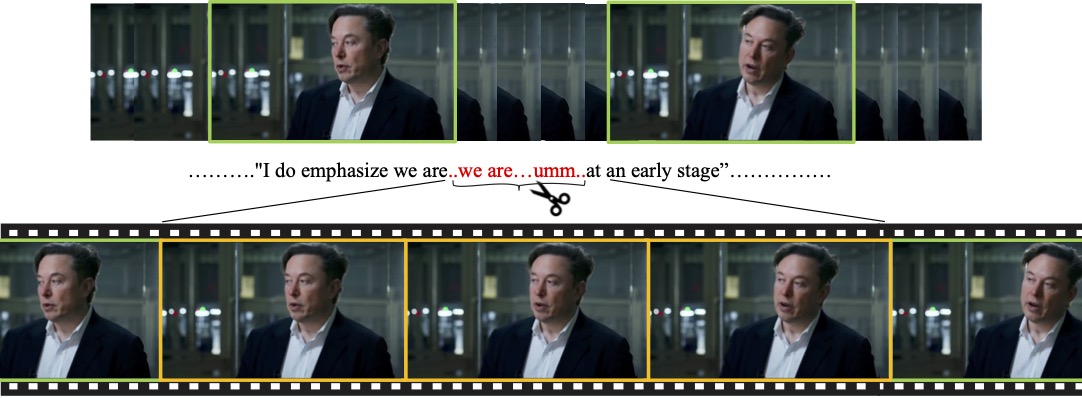 .........."I do emphasize we are..we are…umm..at an early stage”……………